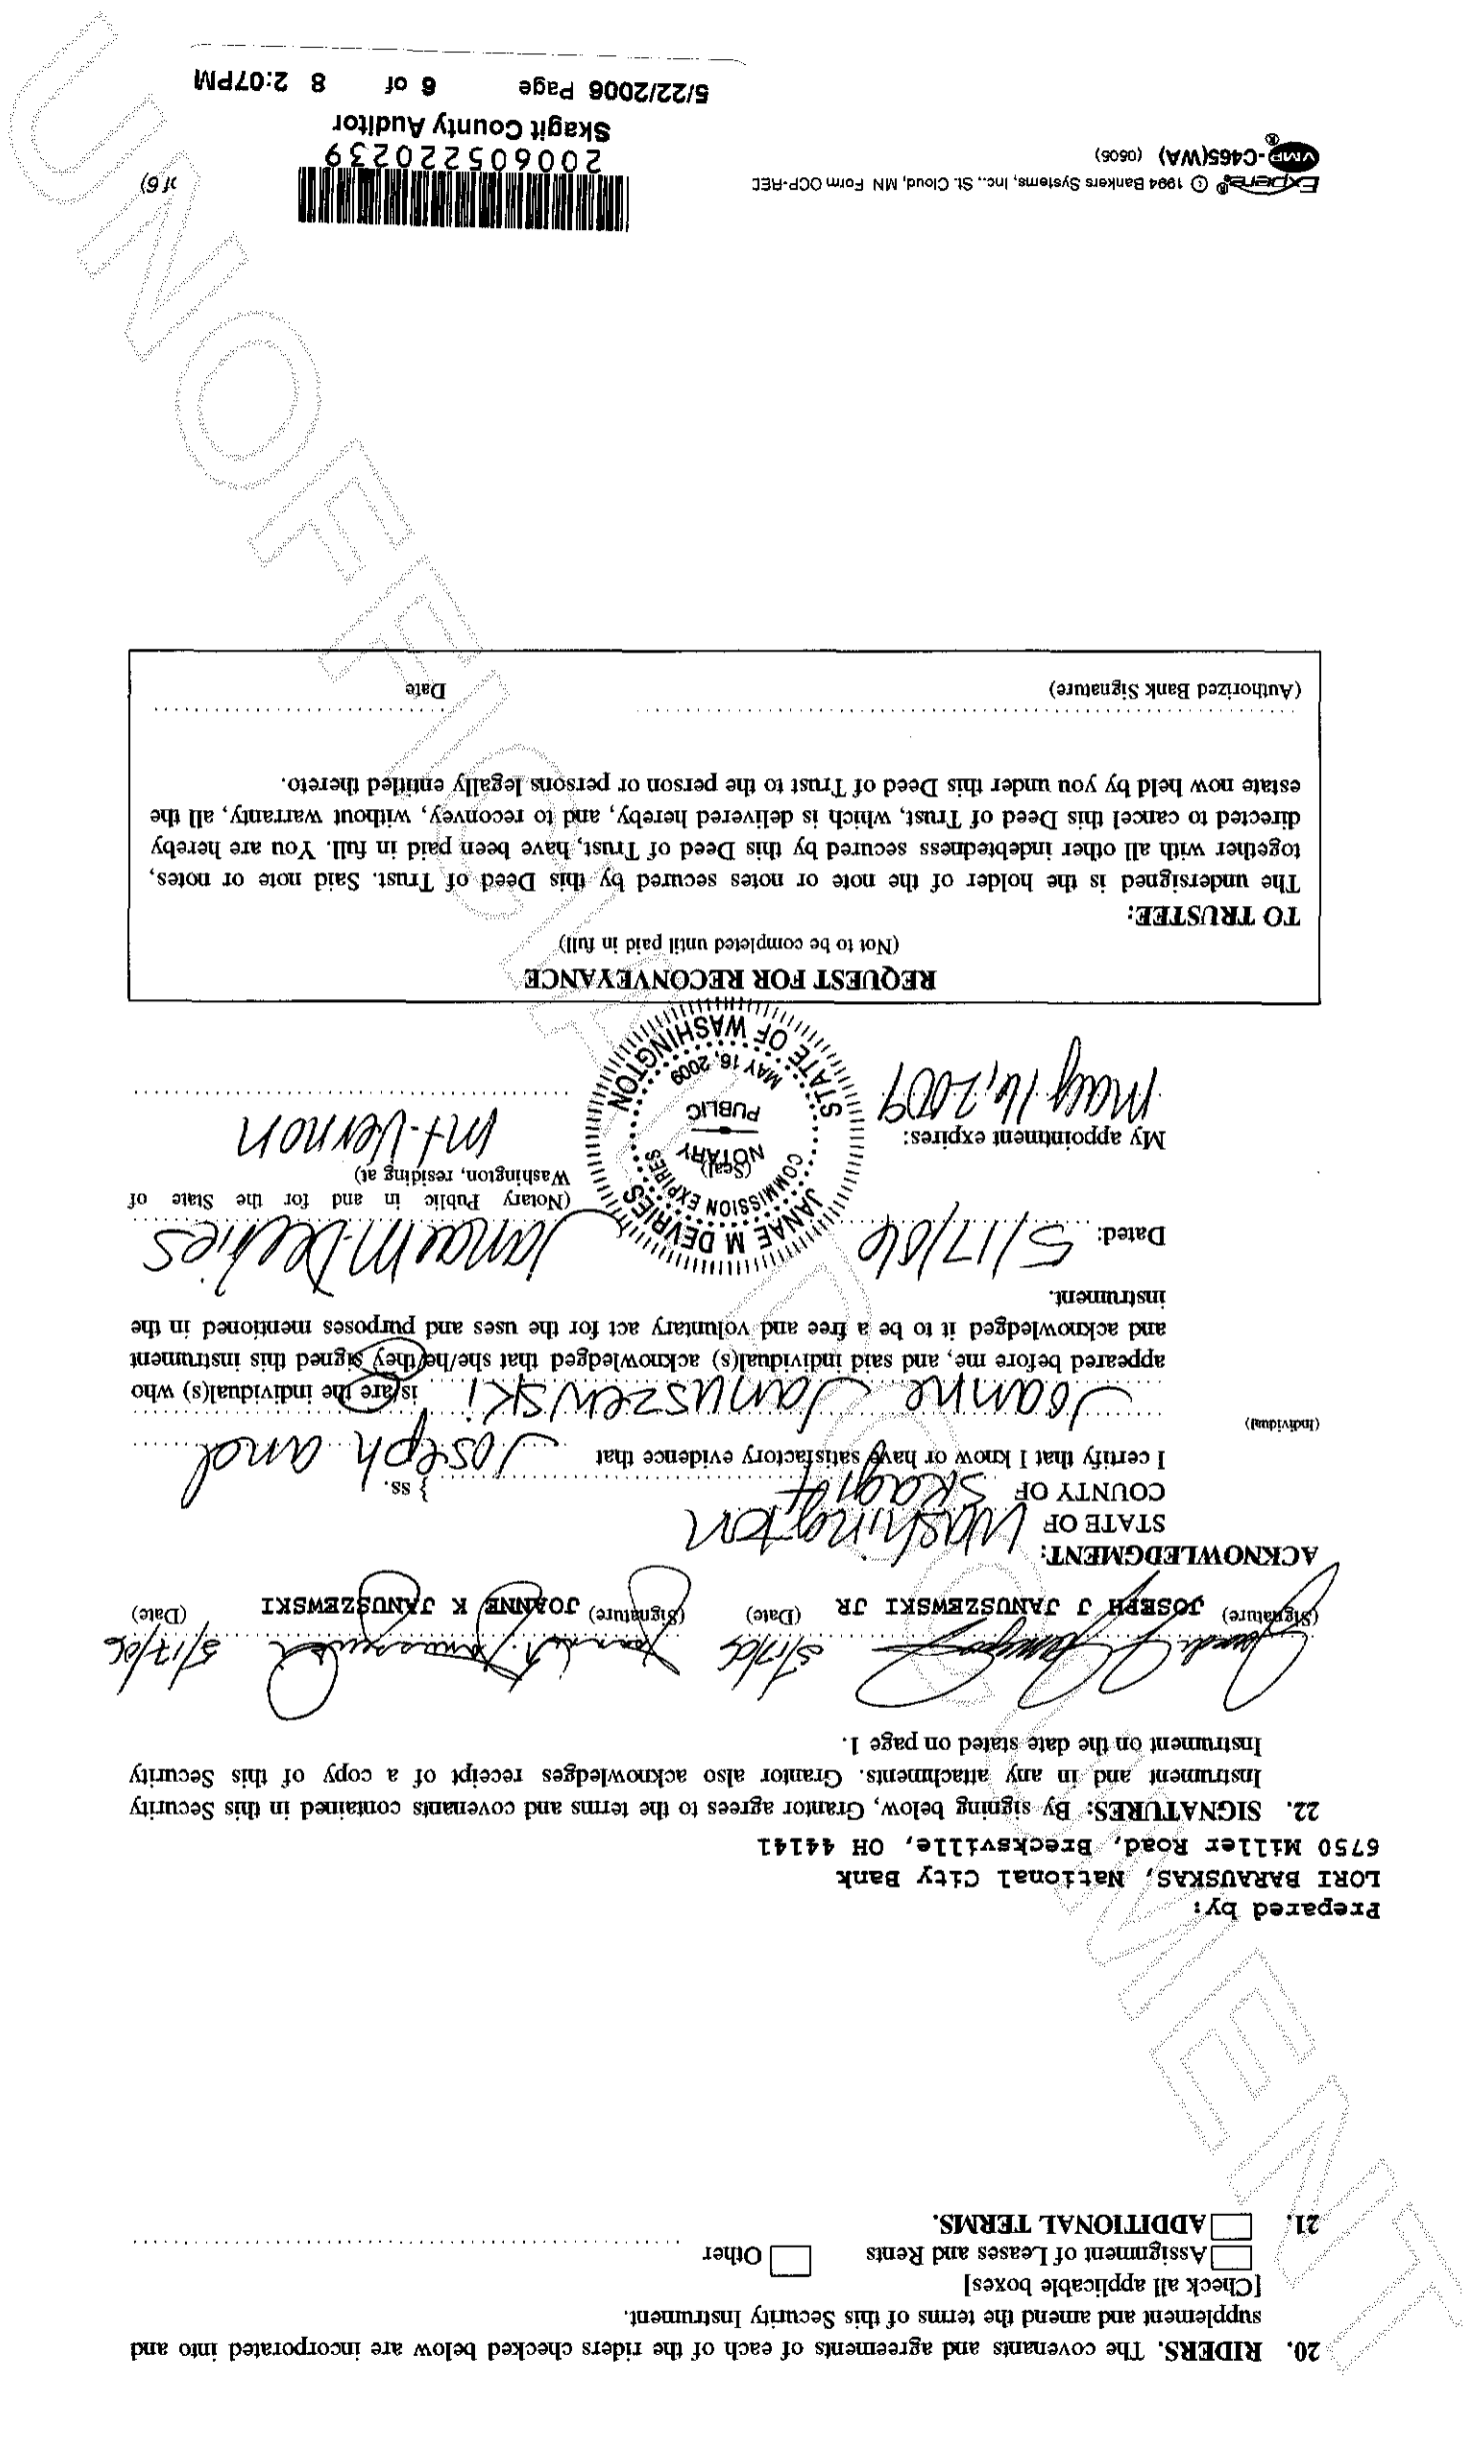 20. RIDERS. The covenants and agreements of each of the riders checked below are incorporated into and
supplement and amend the terms of this Security Instrument.
[Check all applicable boxes]
Assignment of Leases and Rents Other
21. ADDITIONAL TERMS.
Prepared by:
LORI BARAUSKAS, National City Bank
6750 Miller Road, Brecksville, OH 44141
22. SIGNATURES: By signing below, Grantor agrees to the terms and covenants contained in this Security
Instrument and in any attachments. Grantor also acknowledges receipt of a copy of this Security
Instrument on the date stated on page 1.
5/17/06 5/17/06
(Signature) JOSEPH J JANUSZEWSKI JR (Date) (Signature) JOANNE K JANUSZEWSKI (Date)
ACKNOWLEDGMENT:
STATE OF Washington
COUNTY OF Skagit } ss.
I certify that I know or have satisfactory evidence that Joseph and
(Individual) Joanne Januszewski is/are the individual(s) who
appeared before me, and said individual(s) acknowledged that she/he/they signed this instrument
and acknowledged it to be a free and voluntary act for the uses and purposes mentioned in the
instrument.
Dated: 5/17/06 Janae M. DeVries
(Notary Public in and for the State of
Washington, residing at)
My appointment expires: Mt. Vernon
May 16, 2009
JANAE M DEVRIES
COMMISSION EXPIRES
(Seal)
NOTARY
PUBLIC
MAY 16, 2009
STATE OF WASHINGTON
REQUEST FOR RECONVEYANCE
(Not to be completed until paid in full)
TO TRUSTEE:
The undersigned is the holder of the note or notes secured by this Deed of Trust. Said note or notes,
together with all other indebtedness secured by this Deed of Trust, have been paid in full. You are hereby
directed to cancel this Deed of Trust, which is delivered hereby, and to reconvey, without warranty, all the
estate now held by you under this Deed of Trust to the person or persons legally entitled thereto.
(Authorized Bank Signature) Date
Expere® © 1994 Bankers Systems, Inc., St. Cloud, MN Form OCP-REC of 6)
VMP®-C465(WA) (0505)
200605220239
Skagit County Auditor
5/22/2006 Page 6 of 8 2:07PM
UNOFFICIAL DOCUMENT